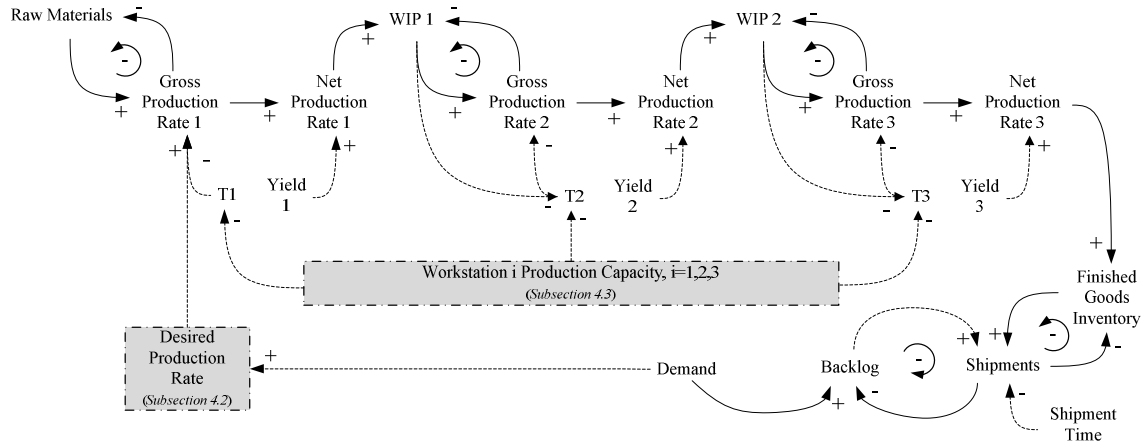 Raw Materials
-
+
-
Gross
Production
Rate 1
+
-
+
Net
Production
Rate 1
+
+
WIP 1
-
+
-
Gross
Production
Rate 2
-
+
Net
Production
Rate 2
+
+
WIP 2
-
+
-
Gross
Production
Rate 3
-
+
Net
Production
Rate 3
+
T1
-
Yield
1
-
T2
-
Yield
2
-
T3
-
Yield
3
Workstation i Production Capacity, i=1,2,3
(Subsection 4.3)
+
Finished
Goods
Inventory
-
+
-
Desired
Production
Rate
(Subsection 4.2)
+
Demand
+
Backlog
-
-
+
Shipments
-
Shipment
Time